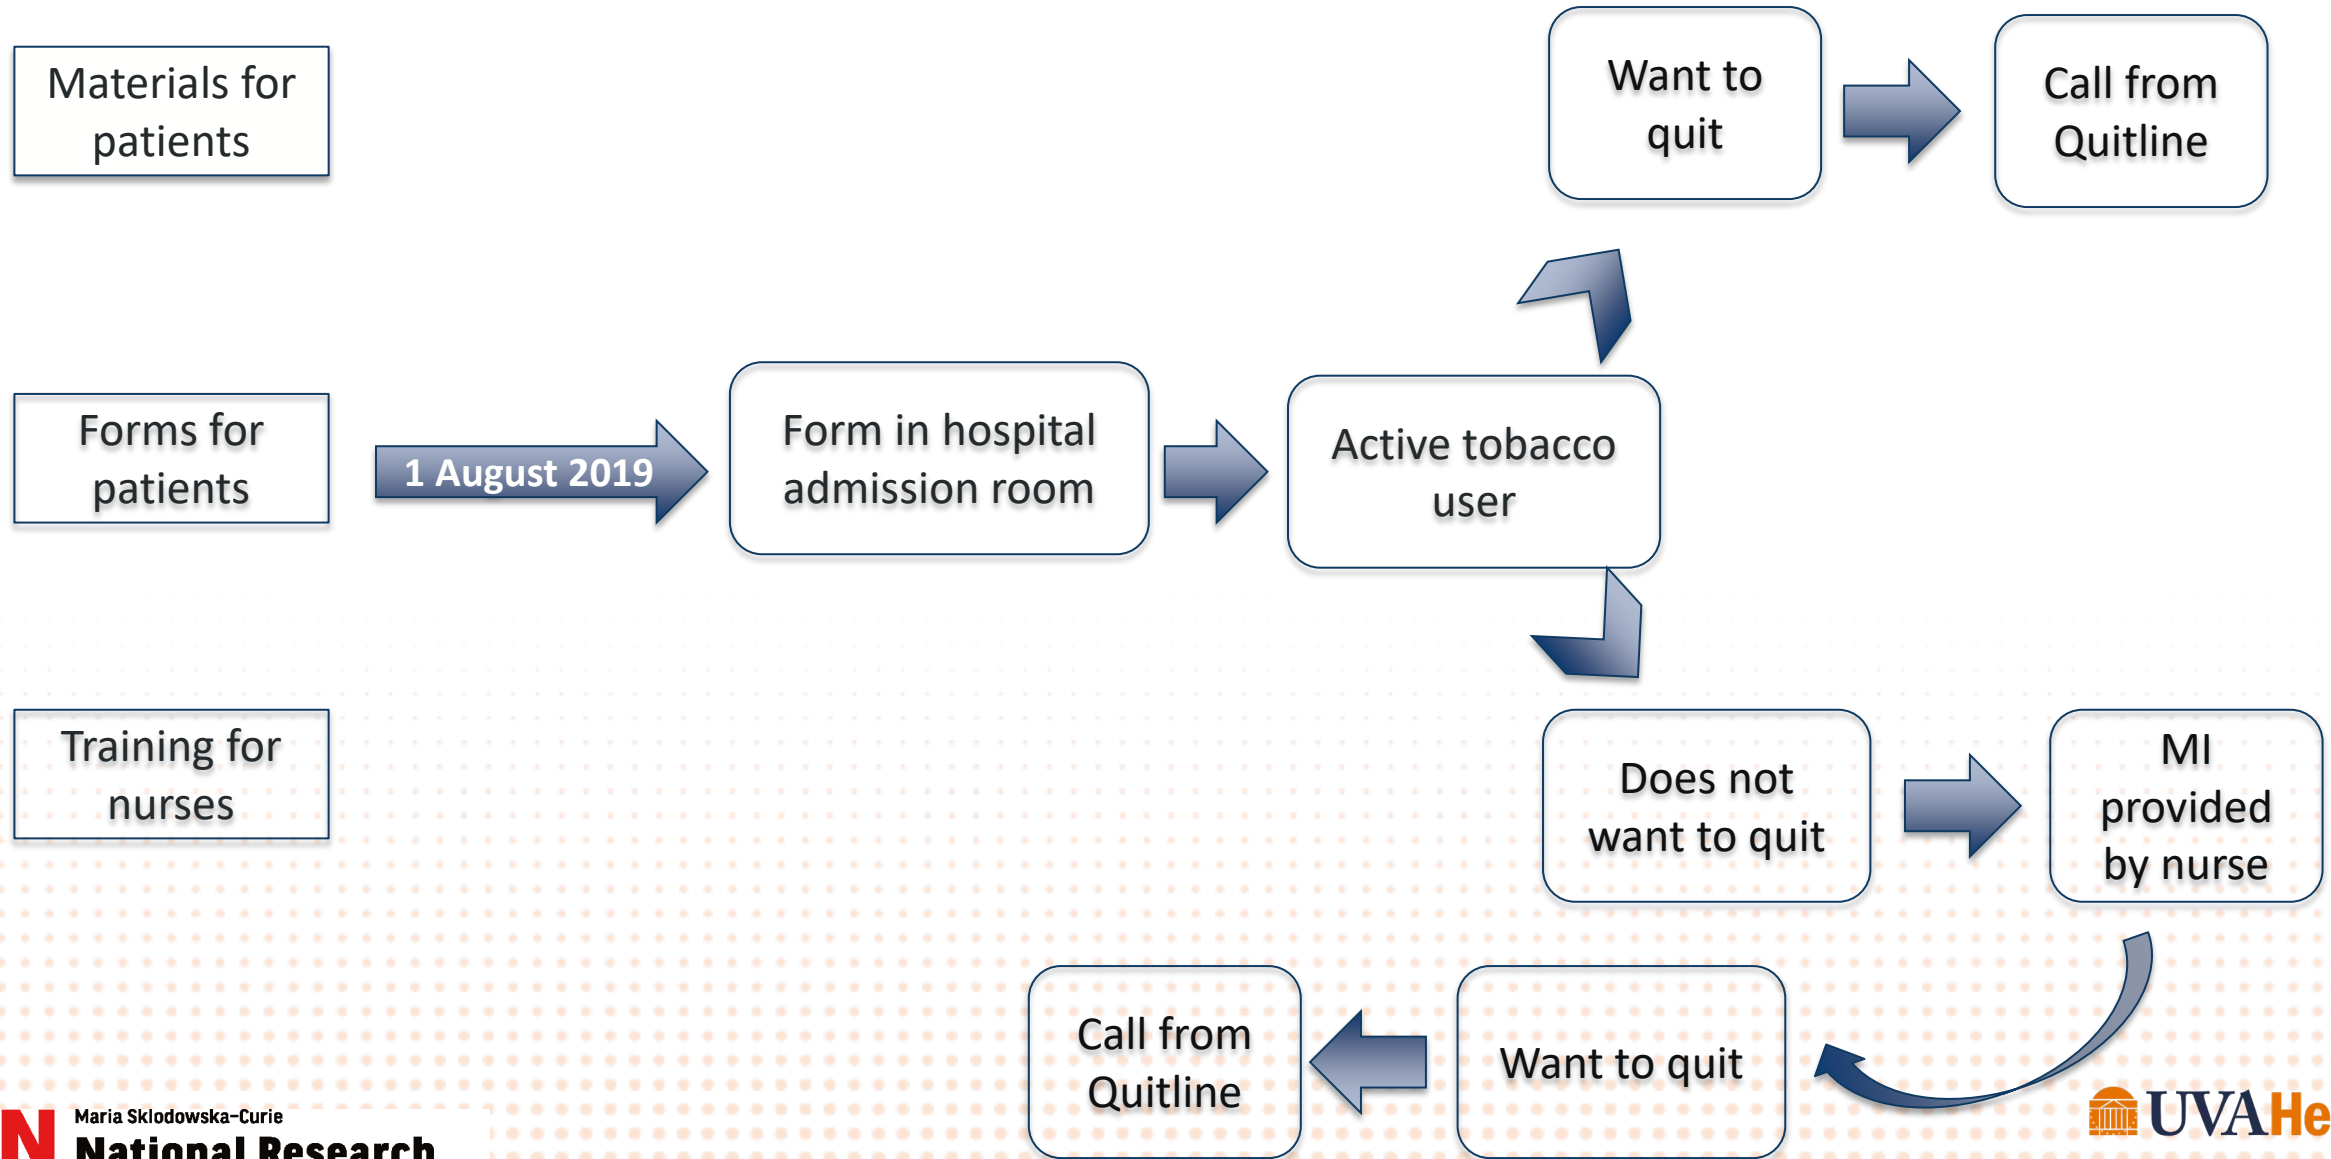 Materials for
patients
Want to
quit
Call from
Quitline
Forms for
patients
1 August 2019
Form in hospital
admission room
Active tobacco
user
Training for
nurses
Does not
want to quit
MI
provided
by nurse
Call from
Quitline
Want to quit
Maria Sklodowska-Curie
National Research
UVAHe